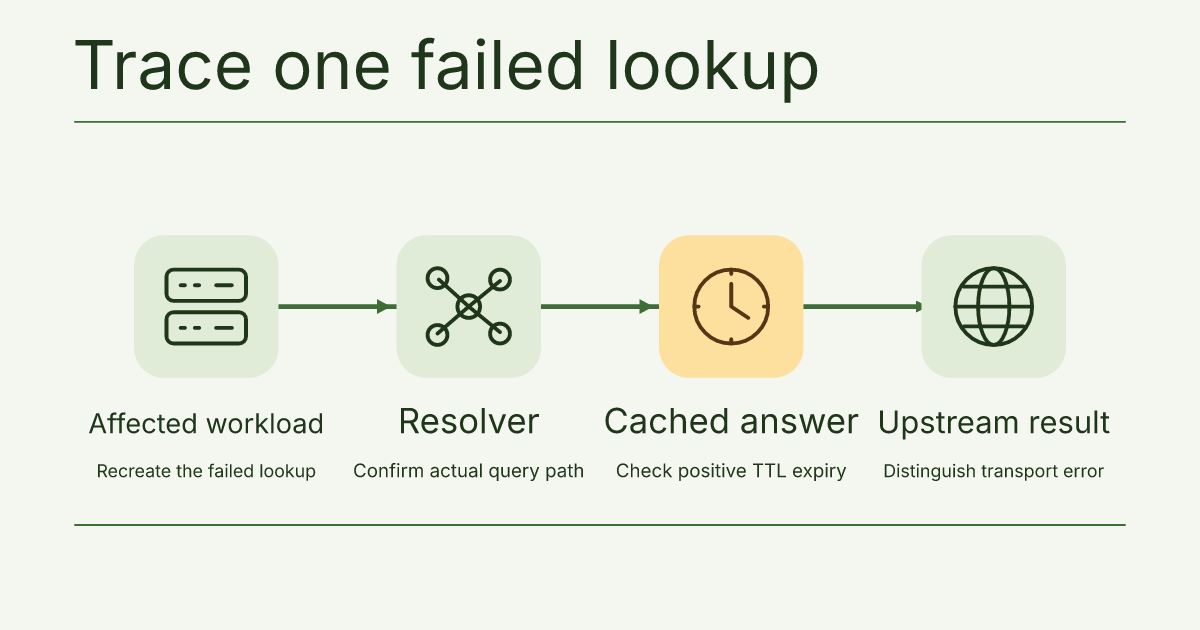 Trace one failed lookup
Affected workload
Recreate the failed lookup
Resolver
Confirm actual query path
Cached answer
Check positive TTL expiry
Upstream result
Distinguish transport error